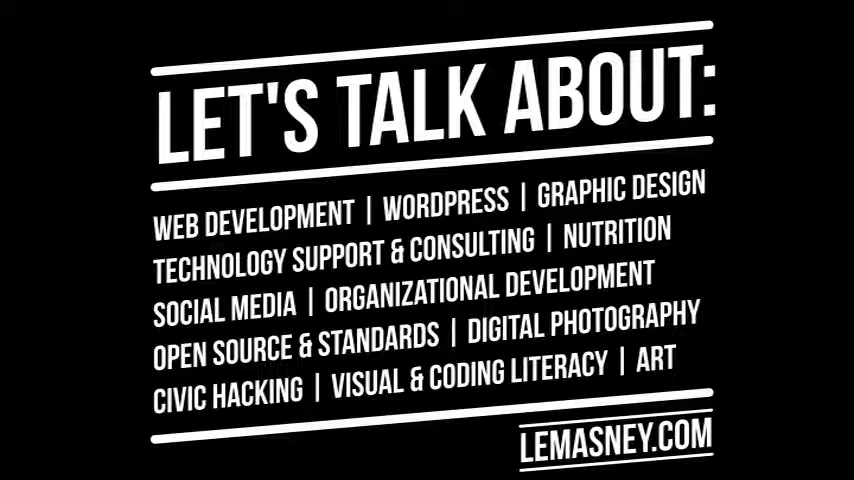 LET'S TALK ABOUT:
WEB DEVELOPMENT | WORDPRESS | GRAPHIC DESIGN
TECHNOLOGY SUPPORT & CONSULTING | NUTRITION
SOCIAL MEDIA | ORGANIZATIONAL DEVELOPMENT
OPEN SOURCE & STANDARDS | DIGITAL PHOTOGRAPHY
CIVIC HACKING | VISUAL & CODING LITERACY | ART
LEMASNEY.COM